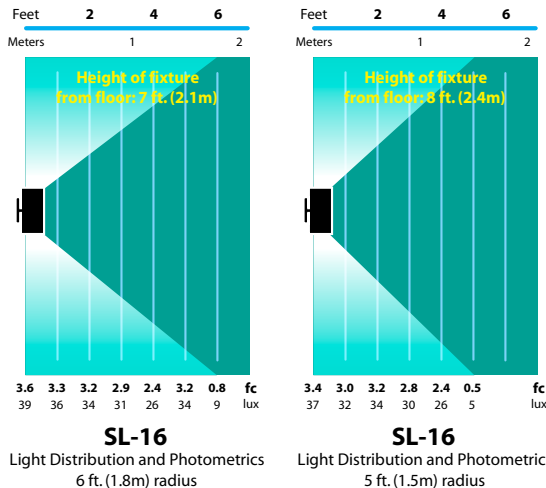 Feet 2 4 6
Meters 1 2
Height of fixture
from floor: 7 ft. (2.1m)
3.6 3.3 3.2 2.9 2.4 3.2 0.8 fc
39 36 34 31 26 34 9 lux
SL-16
Light Distribution and Photometrics
6 ft. (1.8m) radius
Feet 2 4 6
Meters 1 2
Height of fixture
from floor: 8 ft. (2.4m)
3.4 3.0 3.2 2.8 2.4 0.5 fc
37 32 34 30 26 5 lux
SL-16
Light Distribution and Photometric
5 ft. (1.5m) radius